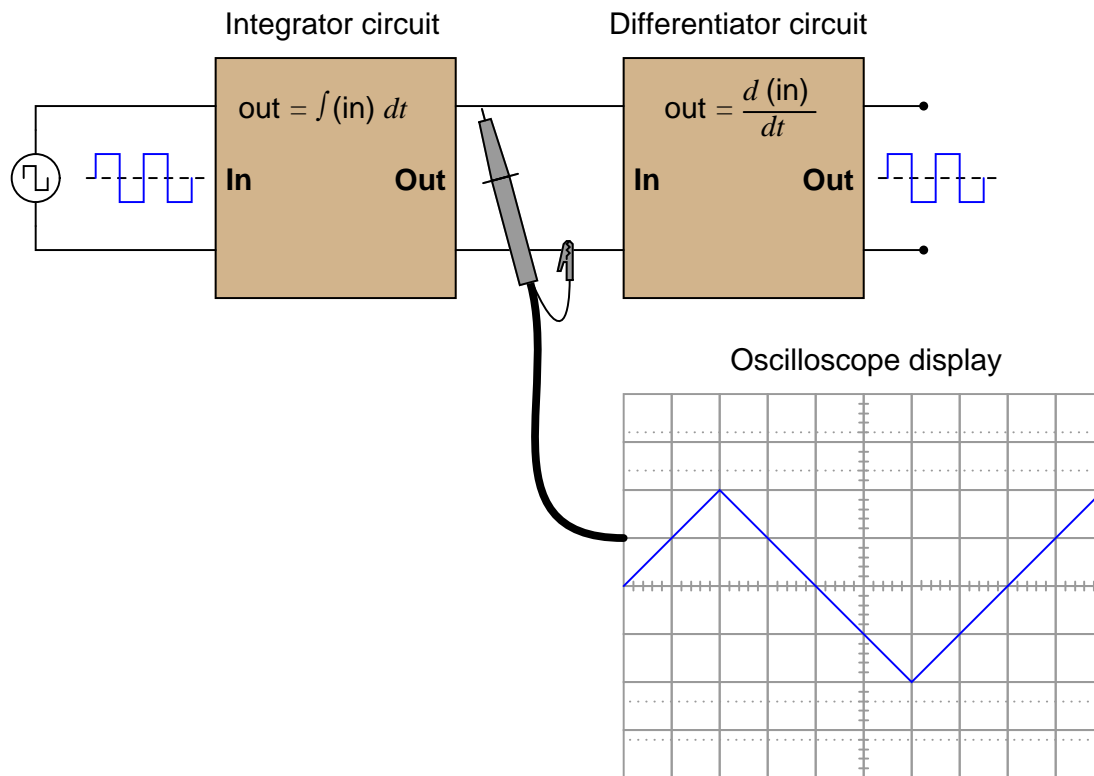 Integrator circuit
Differentiator circuit
out = ∫(in) dt
out = d (in)
dt
In
Out
In
Out
Oscilloscope display